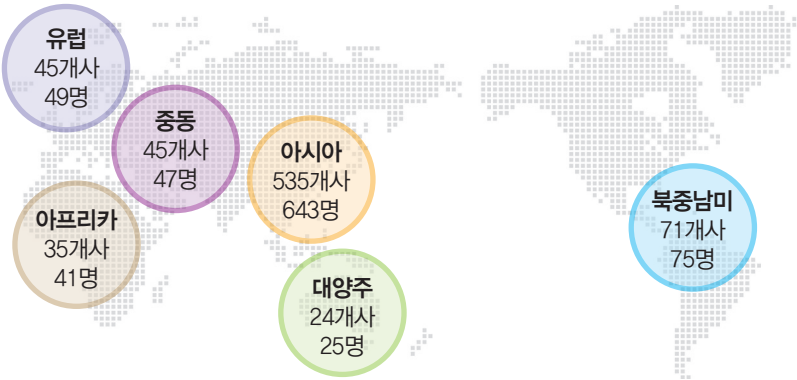 유럽
45개사
49명
중동
45개사
47명
아시아
535개사
643명
아프리카
35개사
41명
북중남미
71개사
75명
대양주
24개사
25명